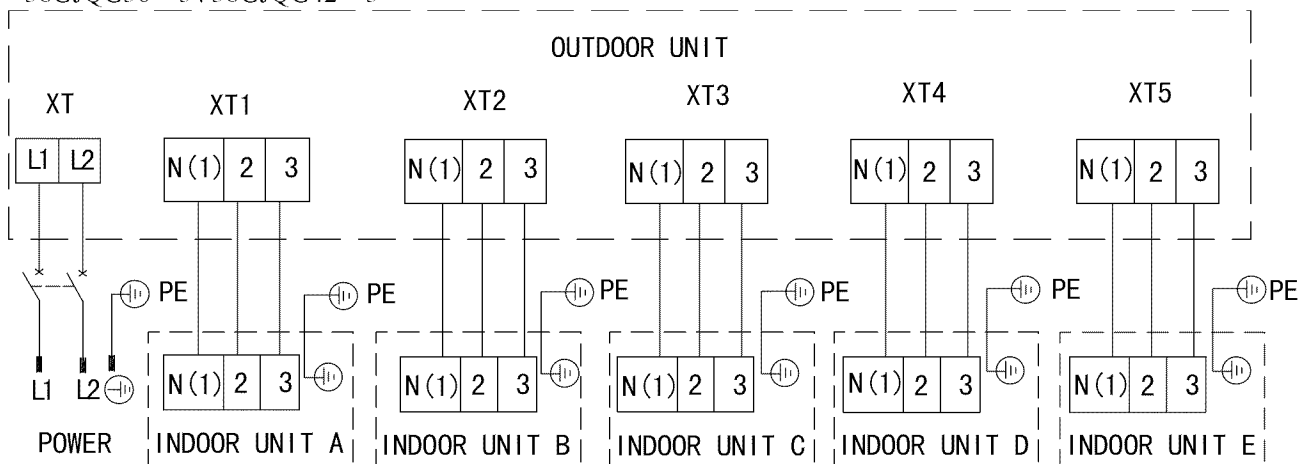 OUTDOOR UNIT
XT XT1 XT2 XT3 XT4 XT5
L1 L2 N(1) 2 3 N(1) 2 3 N(1) 2 3 N(1) 2 3 N(1) 2 3
PE PE PE PE PE PE
L1 L2 N(1) 2 3 N(1) 2 3 N(1) 2 3 N(1) 2 3 N(1) 2 3
POWER INDOOR UNIT A INDOOR UNIT B INDOOR UNIT C INDOOR UNIT D INDOOR UNIT E